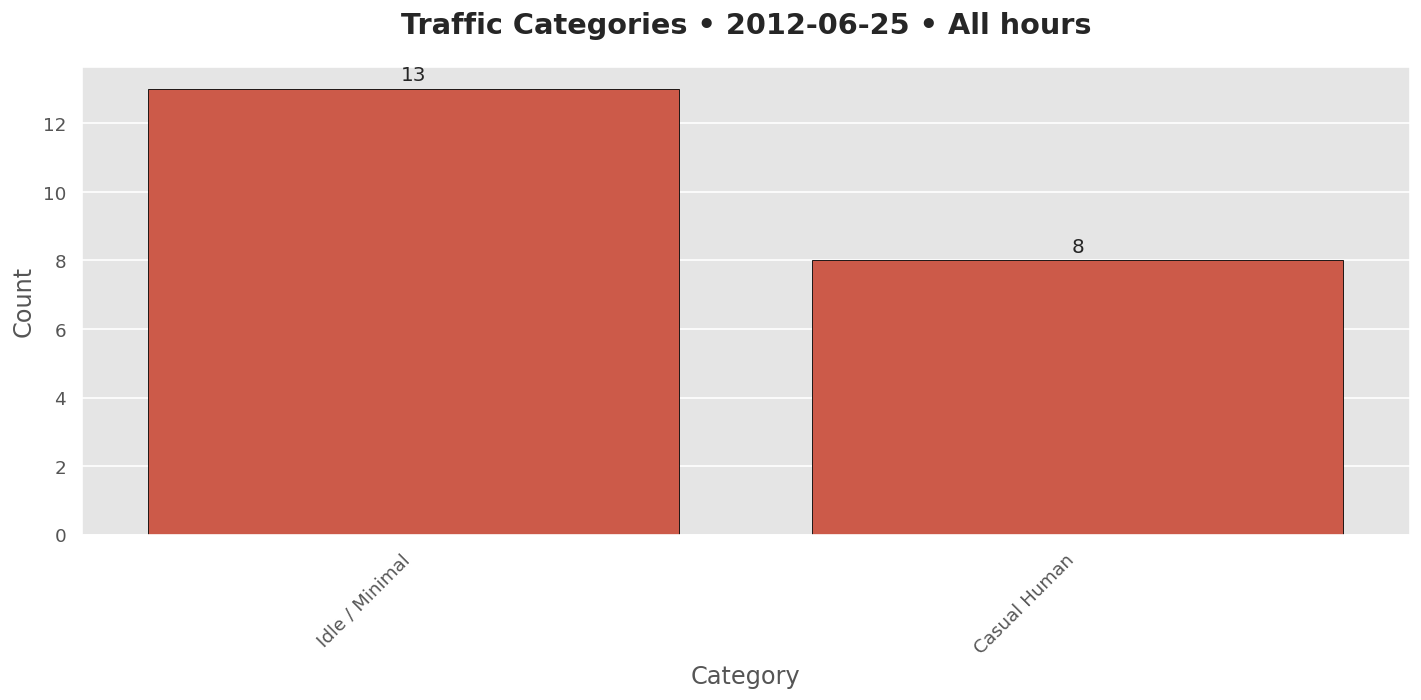 Traffic Categories • 2012-06-25 • All hours
13
12
10
8
8
6
4
2
0
Count
Idle / Minimal
Casual Human
Category